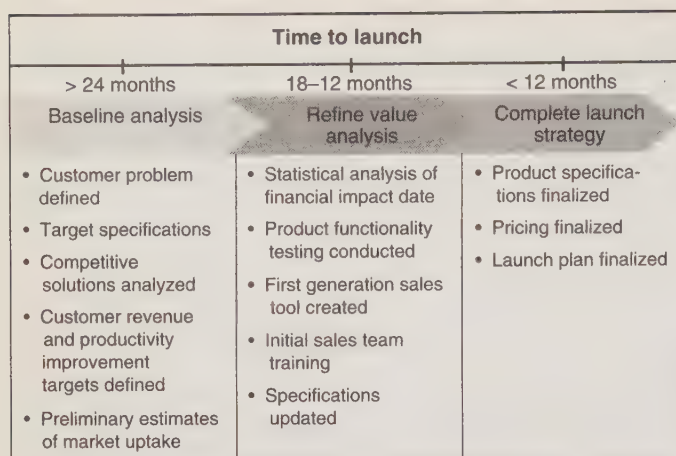 Time to launch
> 24 months
18–12 months
< 12 months
Baseline analysis
Refine value
analysis
Complete launch
strategy
• Customer problem
defined
• Target specifications
• Competitive
solutions analyzed
• Customer revenue
and productivity
improvement
targets defined
• Preliminary estimates
of market uptake
• Statistical analysis of
financial impact date
• Product functionality
testing conducted
• First generation sales
tool created
• Initial sales team
training
• Specifications
updated
• Product specifica-
tions finalized
• Pricing finalized
• Launch plan finalized